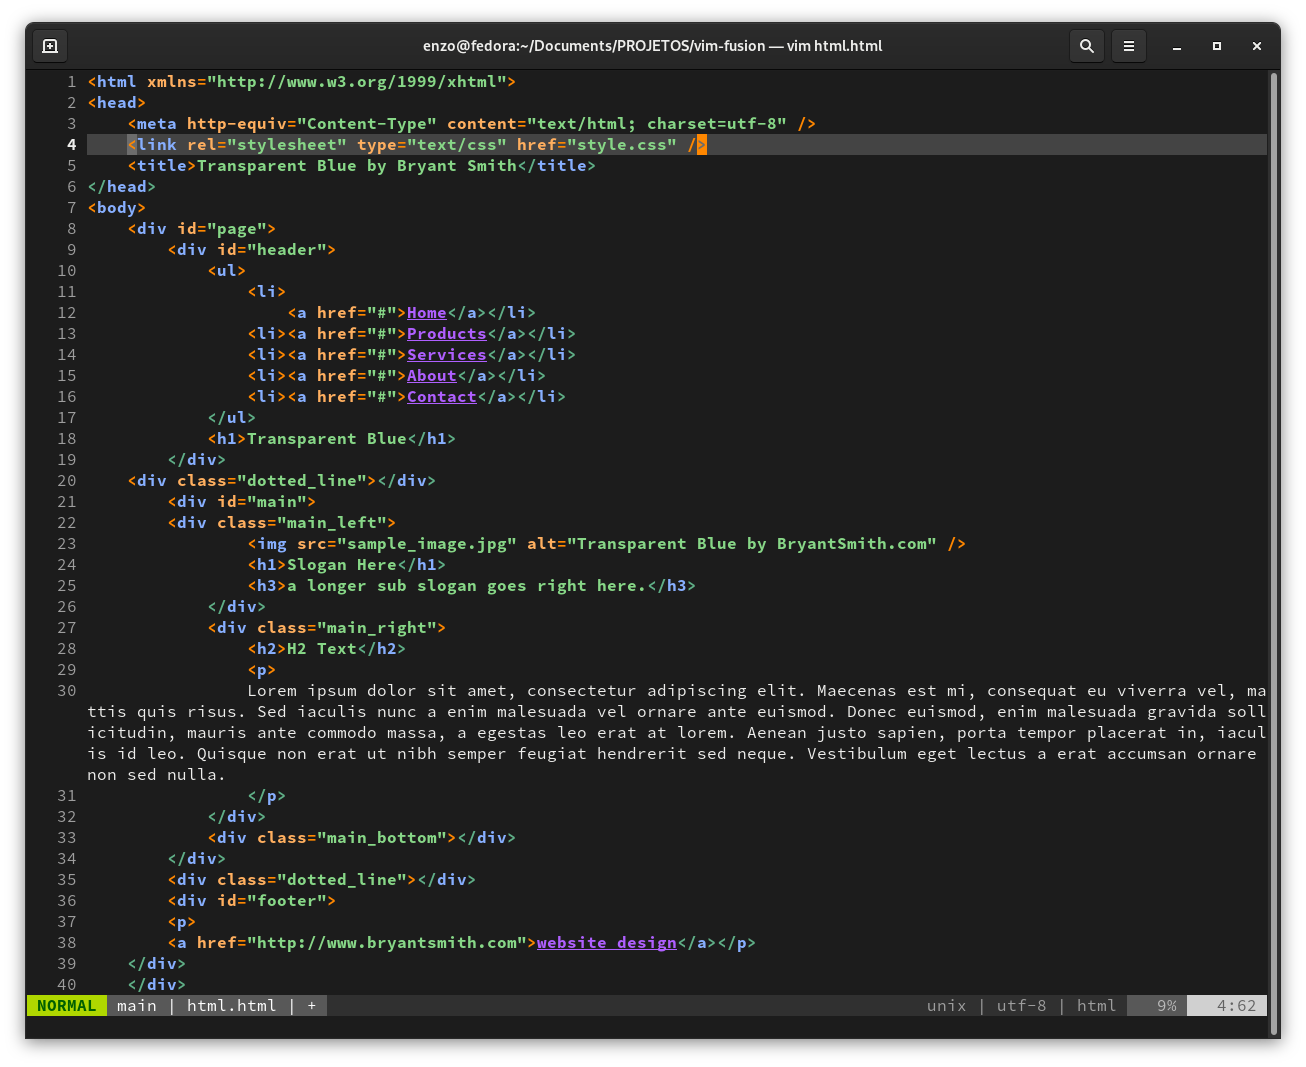 enzo@fedora:~/Documents/PROJETOS/vim-fusion — vim html.html
1 <html xmlns="http://www.w3.org/1999/xhtml">
2 <head>
3     <meta http-equiv="Content-Type" content="text/html; charset=utf-8" />
4     <link rel="stylesheet" type="text/css" href="style.css" />
5     <title>Transparent Blue by Bryant Smith</title>
6 </head>
7 <body>
8     <div id="page">
9         <div id="header">
10             <ul>
11                 <li>
12                     <a href="#">Home</a></li>
13                 <li><a href="#">Products</a></li>
14                 <li><a href="#">Services</a></li>
15                 <li><a href="#">About</a></li>
16                 <li><a href="#">Contact</a></li>
17             </ul>
18             <h1>Transparent Blue</h1>
19         </div>
20     <div class="dotted_line"></div>
21         <div id="main">
22         <div class="main_left">
23                 <img src="sample_image.jpg" alt="Transparent Blue by BryantSmith.com" />
24                 <h1>Slogan Here</h1>
25                 <h3>a longer sub slogan goes right here.</h3>
26             </div>
27             <div class="main_right">
28                 <h2>H2 Text</h2>
29                 <p>
30                 Lorem ipsum dolor sit amet, consectetur adipiscing elit. Maecenas est mi, consequat eu viverra vel, ma
ttis quis risus. Sed iaculis nunc a enim malesuada vel ornare ante euismod. Donec euismod, enim malesuada gravida soll
icitudin, mauris ante commodo massa, a egestas leo erat at lorem. Aenean justo sapien, porta tempor placerat in, iacul
is id leo. Quisque non erat ut nibh semper feugiat hendrerit sed neque. Vestibulum eget lectus a erat accumsan ornare
non sed nulla.
31                 </p>
32             </div>
33             <div class="main_bottom"></div>
34         </div>
35         <div class="dotted_line"></div>
36         <div id="footer">
37         <p>
38         <a href="http://www.bryantsmith.com">website design</a></p>
39     </div>
40     </div>
NORMAL main | html.html | + unix | utf-8 | html 9% 4:62